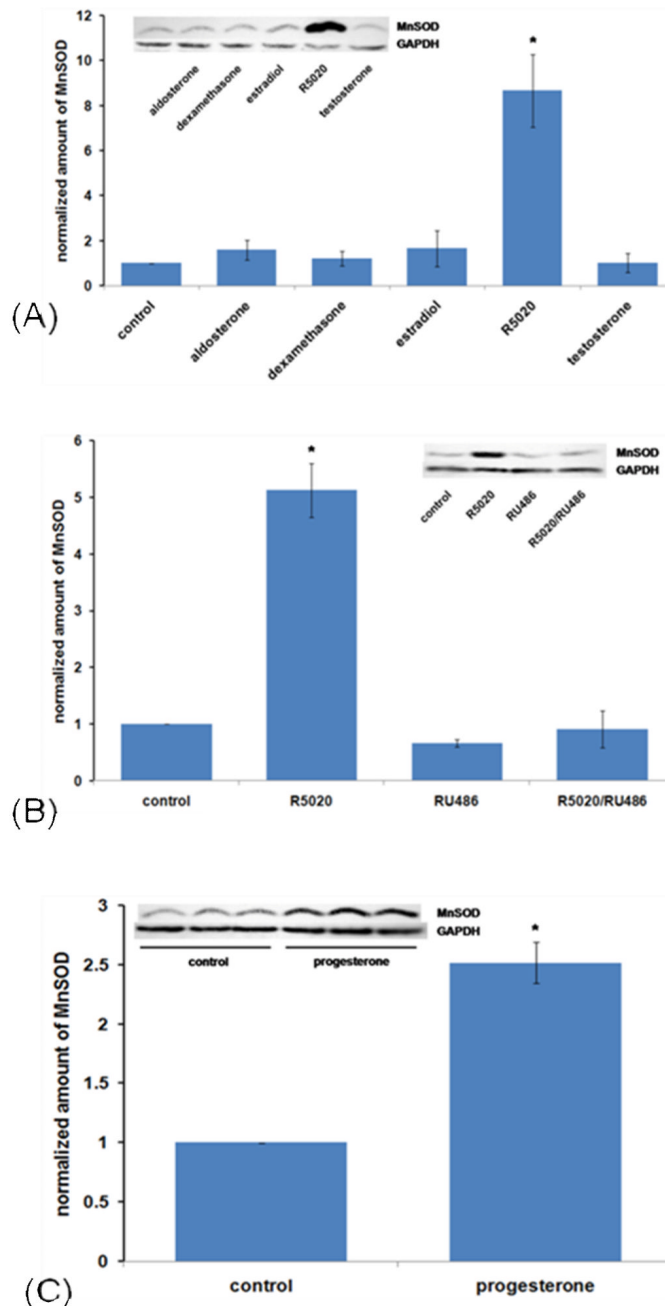 12
10
8
6
4
2
0
normalized amount of MnSOD
MnSOD
GAPDH
aldosterone
dexamethasone
estradiol
R5020
testosterone
*
control
aldosterone
dexamethasone
estradiol
R5020
testosterone
(A)
6
5
4
3
2
1
0
normalized amount of MnSOD
*
MnSOD
GAPDH
control
R5020
RU486
R5020/RU486
control R5020 RU486 R5020/RU486
(B)
3
2.5
2
1.5
1
0.5
0
normalized amount of MnSOD
MnSOD
GAPDH
control progesterone
*
control progesterone
(C)